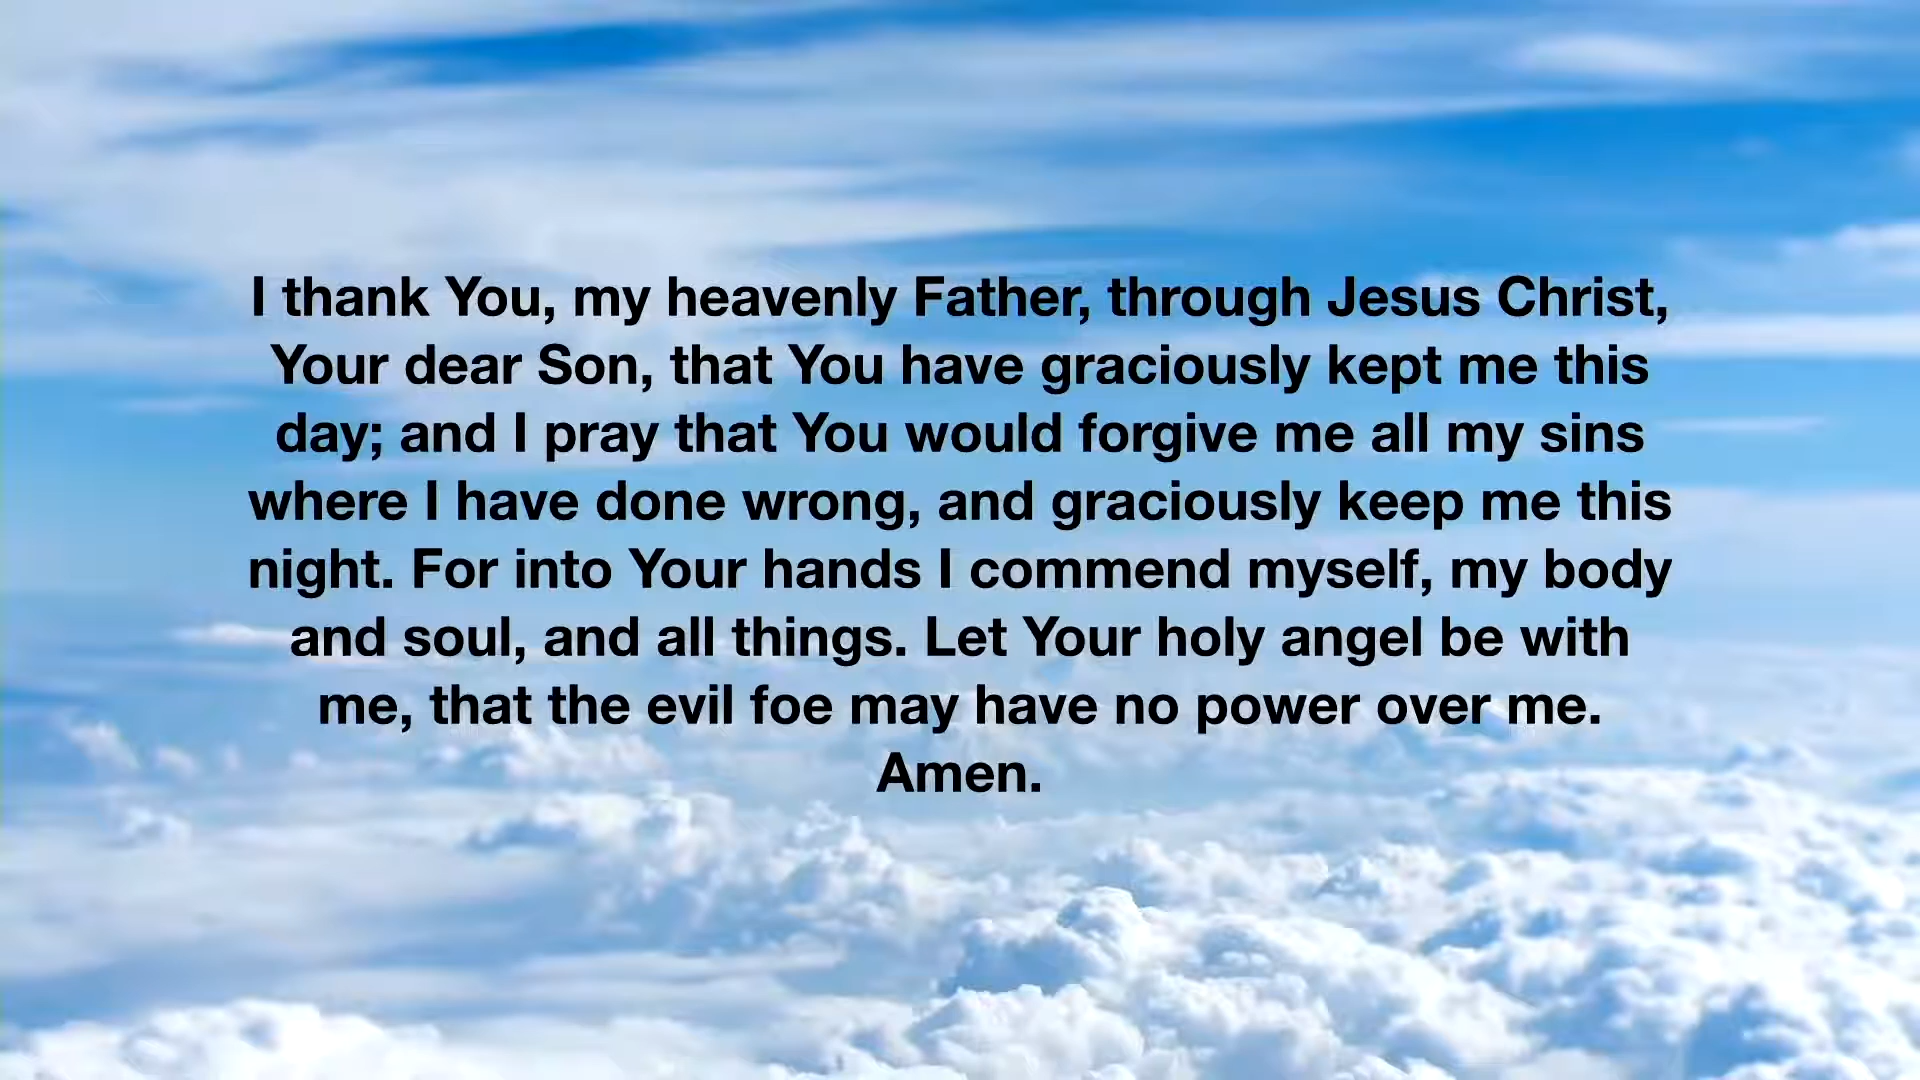 I thank You, my heavenly Father, through Jesus Christ,
Your dear Son, that You have graciously kept me this
day; and I pray that You would forgive me all my sins
where I have done wrong, and graciously keep me this
night. For into Your hands I commend myself, my body
and soul, and all things. Let Your holy angel be with
me, that the evil foe may have no power over me.
Amen.